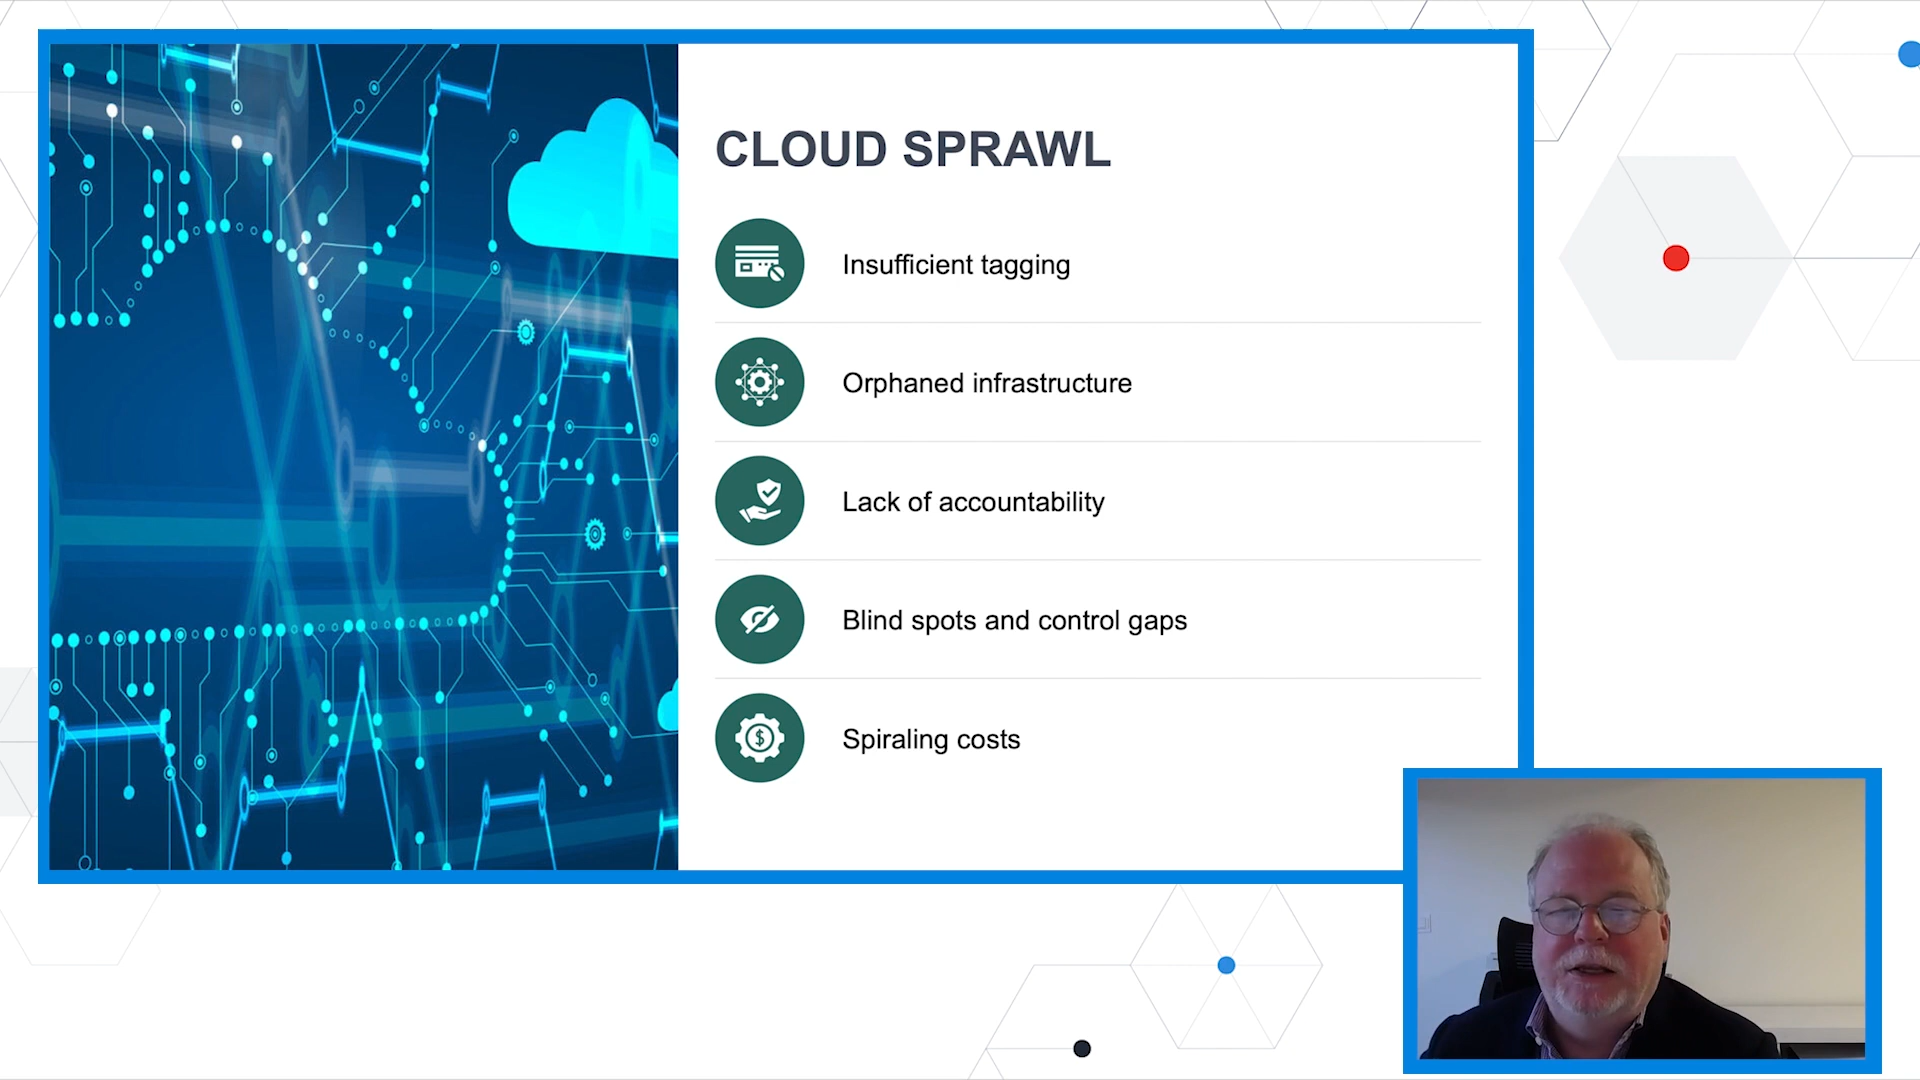 CLOUD SPRAWL
Insufficient tagging
Orphaned infrastructure
Lack of accountability
Blind spots and control gaps
Spiraling costs